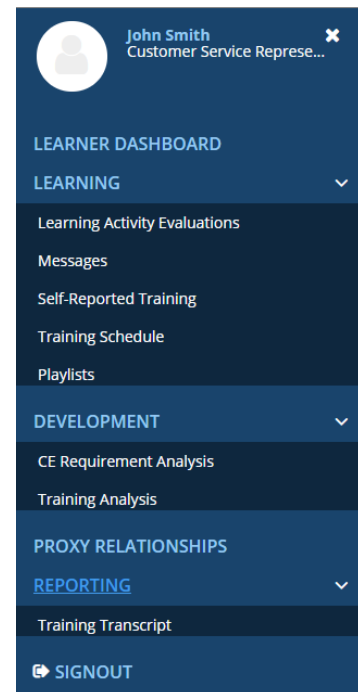 John Smith
Customer Service Represe...
LEARNER DASHBOARD
LEARNING
Learning Activity Evaluations
Messages
Self-Reported Training
Training Schedule
Playlists
DEVELOPMENT
CE Requirement Analysis
Training Analysis
PROXY RELATIONSHIPS
REPORTING
Training Transcript
SIGNOUT